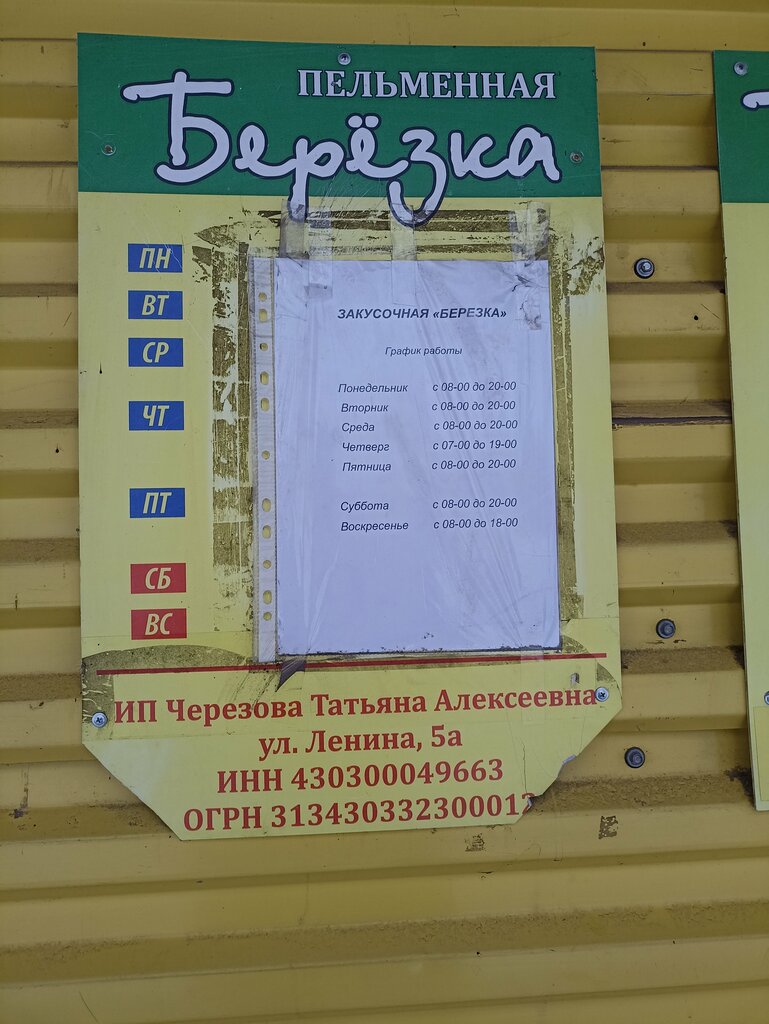 ПЕЛЬМЕННАЯ
Берёзка
ПН
ВТ
СР
ЧТ
ПТ
СБ
ВС
ЗАКУСОЧНАЯ «БЕРЕЗКА»
График работы
Понедельник с 08-00 до 20-00
Вторник с 08-00 до 20-00
Среда с 08-00 до 20-00
Четверг с 07-00 до 19-00
Пятница с 08-00 до 20-00
Суббота с 08-00 до 20-00
Воскресенье с 08-00 до 18-00
ИП Черезова Татьяна Алексеевна
ул. Ленина, 5а
ИНН 430300049663
ОГРН